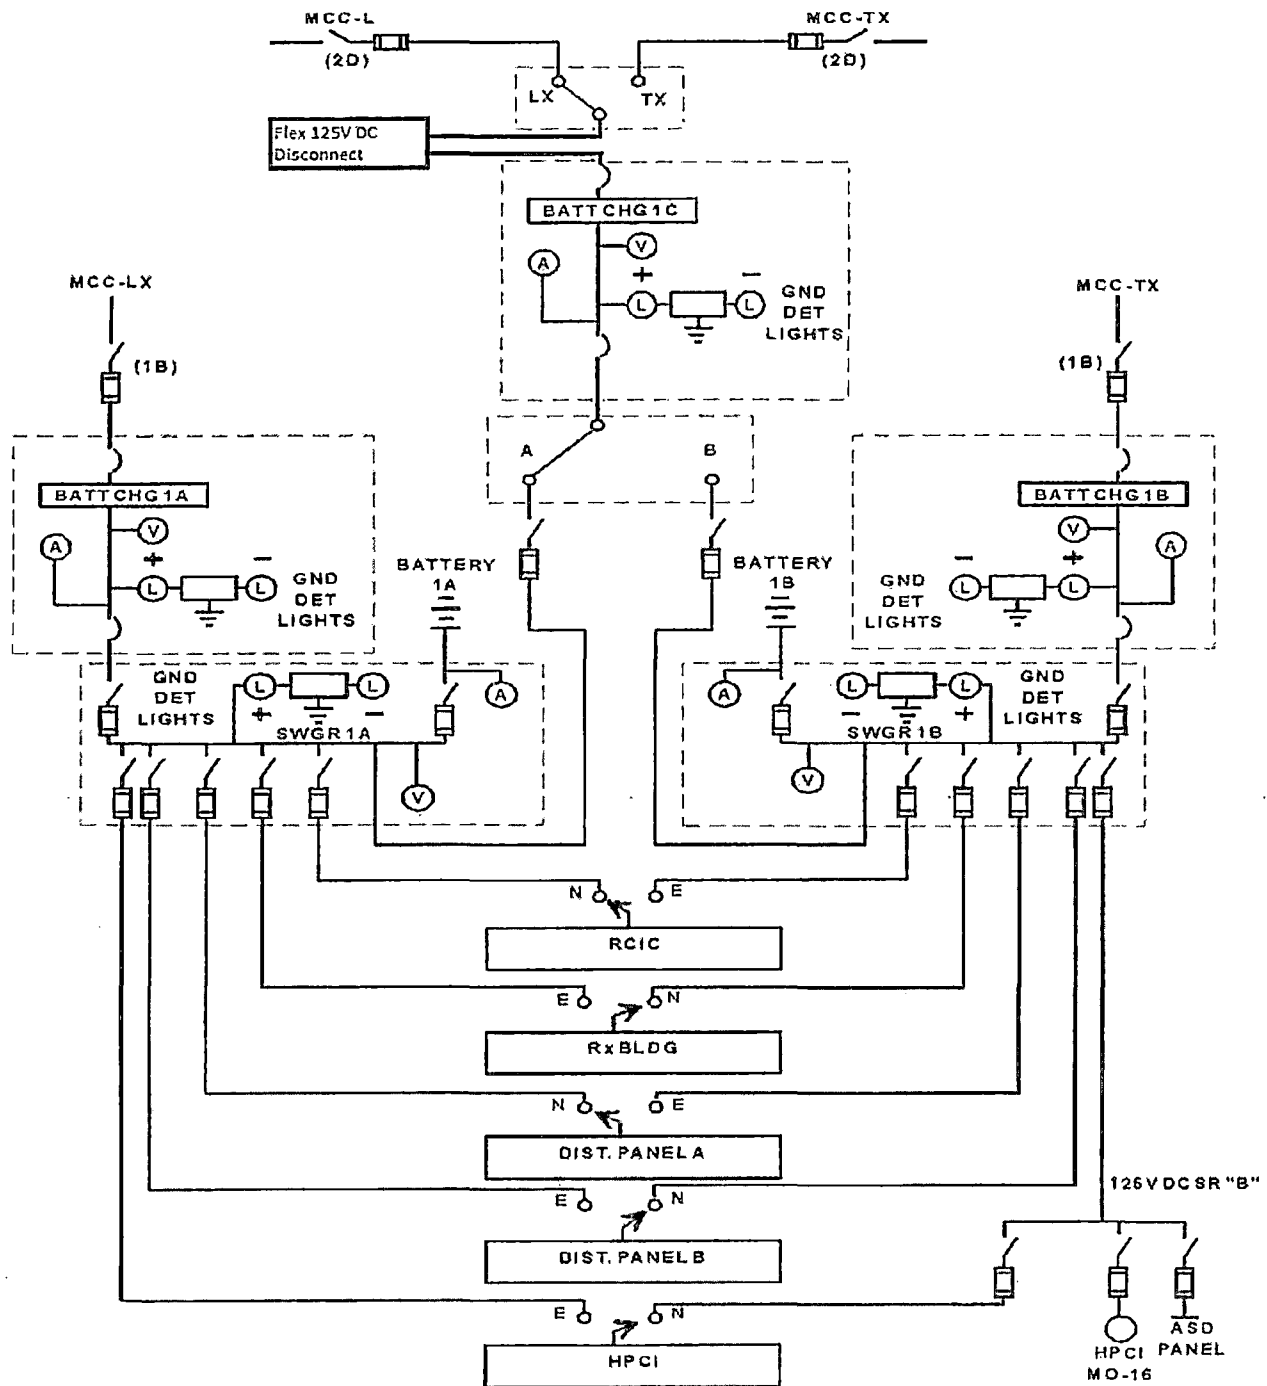 MCC-L
MCC-TX
(2D)
(2D)
LX
TX
Flex 125V DC
Disconnect
BATT CHG 1C
V
A
+
−
L
L
GND
DET
LIGHTS
MCC-LX
MCC-TX
(1B)
(1B)
A
B
BATT CHG 1A
BATT CHG 1B
V
V
A
A
+
−
−
+
L
L
GND
DET
LIGHTS
BATTERY
1A
BATTERY
1B
L
L
GND
DET
LIGHTS
GND
DET
LIGHTS
L
L
+
−
A
A
L
L
−
+
GND
DET
LIGHTS
SWGR 1A
SWGR 1B
V
V
N
E
RCIC
E
N
Rx BLDG
N
E
DIST. PANEL A
E
N
125V DC SR "B"
DIST. PANEL B
E
N
HPCI
HPCI
MO-16
ASD
PANEL